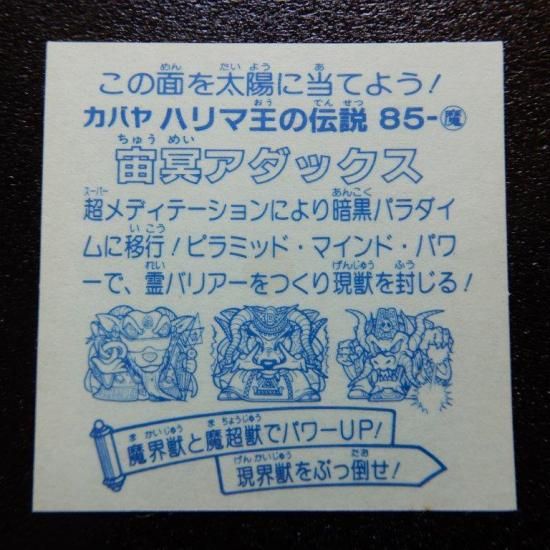 この面を太陽に当てよう!
カバヤ ハリマ王の伝説 85-魔
宙冥アダックス
超メディテーションにより暗黒パラダイ
ムに移行!ピラミッド・マインド・パワ
ーで、霊バリアーをつくり現獣を封じる!
魔界獣と魔超獣でパワーUP!
現界獣をぶっ倒せ!